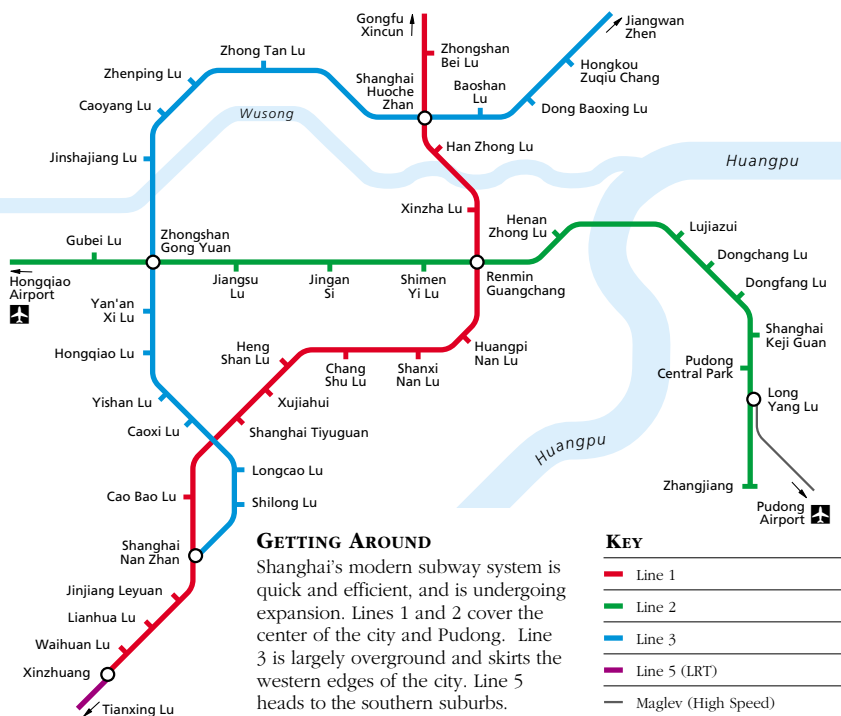 Gongfu
Xincun
Jiangwan
Zhen
Zhong Tan Lu
Zhongshan
Bei Lu
Hongkou
Zuqiu Chang
Zhenping Lu
Shanghai
Huoche
Zhan
Baoshan
Lu
Caoyang Lu
Dong Baoxing Lu
Wusong
Han Zhong Lu
Jinshajiang Lu
Huangpu
Xinzha Lu
Henan
Zhong Lu
Lujiazui
Gubei Lu
Zhongshan
Gong Yuan
Dongchang Lu
Hongqiao
Airport
Jiangsu
Lu
Jingan
Si
Shimen
Yi Lu
Renmin
Guangchang
Dongfang Lu
Yan'an
Xi Lu
Shanghai
Keji Guan
Hongqiao Lu
Heng
Shan Lu
Chang
Shu Lu
Shanxi
Nan Lu
Huangpi
Nan Lu
Pudong
Central Park
Yishan Lu
Xujiahui
Long
Yang Lu
Caoxi Lu
Shanghai Tiyuguan
Huangpu
Longcao Lu
Cao Bao Lu
Shilong Lu
Zhangjiang
Pudong
Airport
Shanghai
Nan Zhan
Jinjiang Leyuan
Lianhua Lu
Waihuan Lu
Xinzhuang
Tianxing Lu
GETTING AROUND
Shanghai's modern subway system is
quick and efficient, and is undergoing
expansion. Lines 1 and 2 cover the
center of the city and Pudong. Line
3 is largely overground and skirts the
western edges of the city. Line 5
heads to the southern suburbs.
KEY
Line 1
Line 2
Line 3
Line 5 (LRT)
Maglev (High Speed)